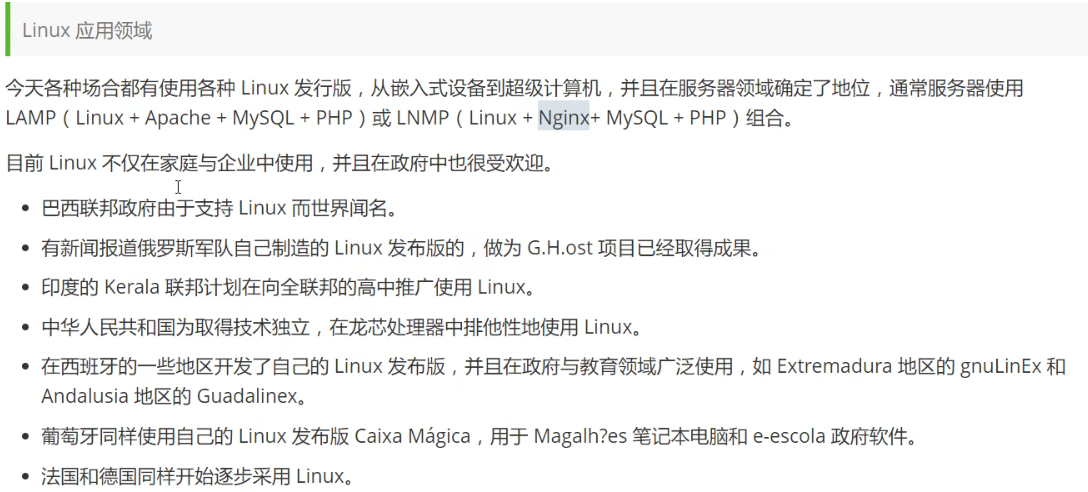 Linux 应用领域
今天各种场合都有使用各种 Linux 发行版，从嵌入式设备到超级计算机，并且在服务器领域确定了地位，通常服务器使用
LAMP（Linux + Apache + MySQL + PHP）或 LNMP（Linux + Nginx+ MySQL + PHP）组合。
目前 Linux 不仅在家庭与企业中使用，并且在政府中也很受欢迎。
• 巴西联邦政府由于支持 Linux 而世界闻名。
• 有新闻报道俄罗斯军队自己制造的 Linux 发布版的，做为 G.H.ost 项目已经取得成果。
• 印度的 Kerala 联邦计划在向全联邦的高中推广使用 Linux。
• 中华人民共和国为取得技术独立，在龙芯处理器中排他性地使用 Linux。
• 在西班牙的一些地区开发了自己的 Linux 发布版，并且在政府与教育领域广泛使用，如 Extremadura 地区的 gnuLinEx 和
Andalusia 地区的 Guadalinex。
• 葡萄牙同样使用自己的 Linux 发布版 Caixa Mágica，用于 Magalh?es 笔记本电脑和 e-escola 政府软件。
• 法国和德国同样开始逐步采用 Linux。